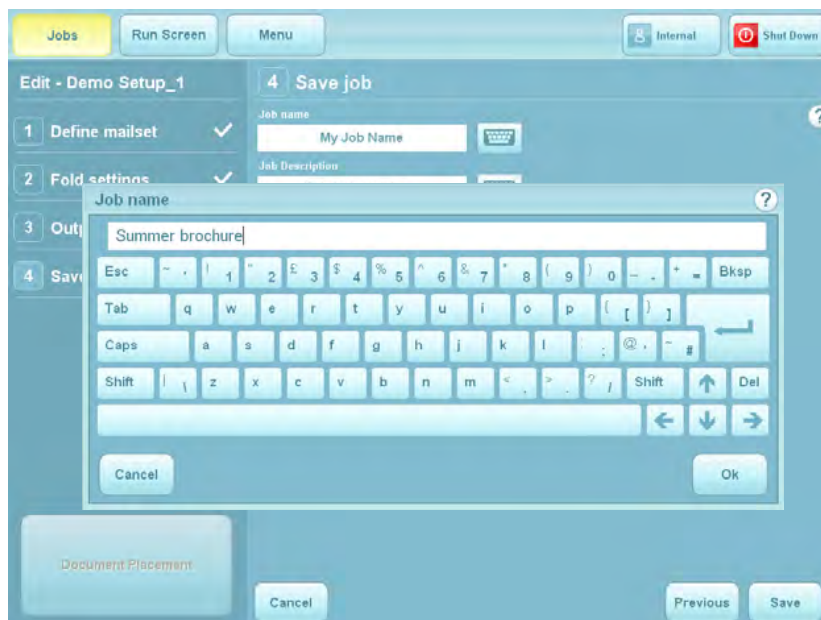 Jobs Run Screen Menu Internal Shut Down
Edit - Demo Setup_1
4 Save job
1 Define mailset
Job name
My Job Name
?
2 Fold settings
Job Description
3
4
Job name ?
Summer brochure
Esc 1 " 2 £ 3 $ 4 % 5 ^ 6 & 7 * 8 ( 9 ) 0 - + = Bksp
Tab q w e r t y u i o p { [ } ]
Caps a s d f g h j k l : ; @ ' ~ #
Shift | \ z x c v b n m < , > . ? / Shift Del
Cancel Ok
Document Placement
Cancel Previous Save